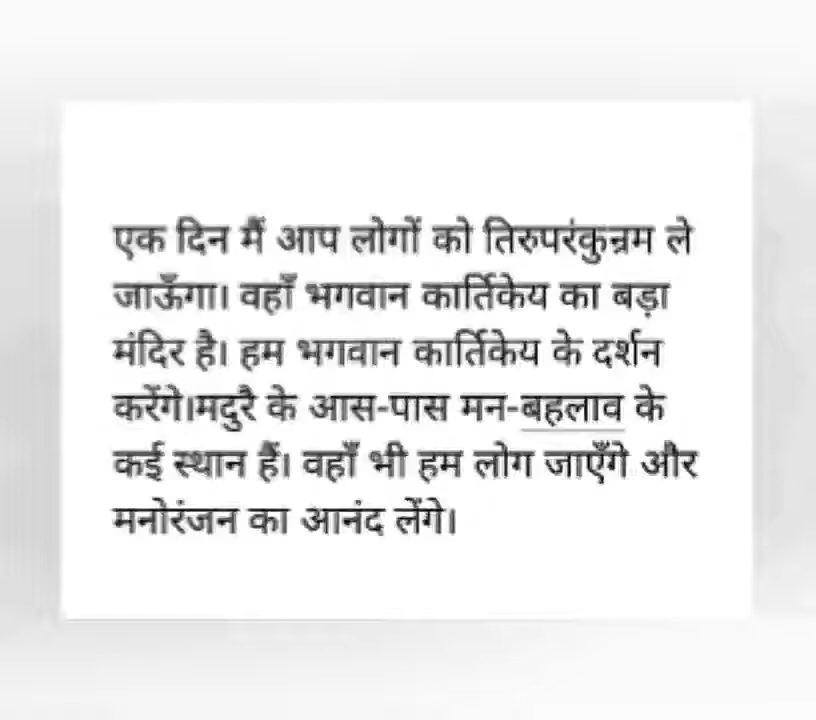 एक दिन मैं आप लोगों को तिरुपरंकुन्रम ले
जाऊँगा। वहाँ भगवान कार्तिकेय का बड़ा
मंदिर है। हम भगवान कार्तिकेय के दर्शन
करेंगे।मदुरै के आस-पास मन-बहलाव के
कई स्थान हैं। वहाँ भी हम लोग जाएँगे और
मनोरंजन का आनंद लेंगे।